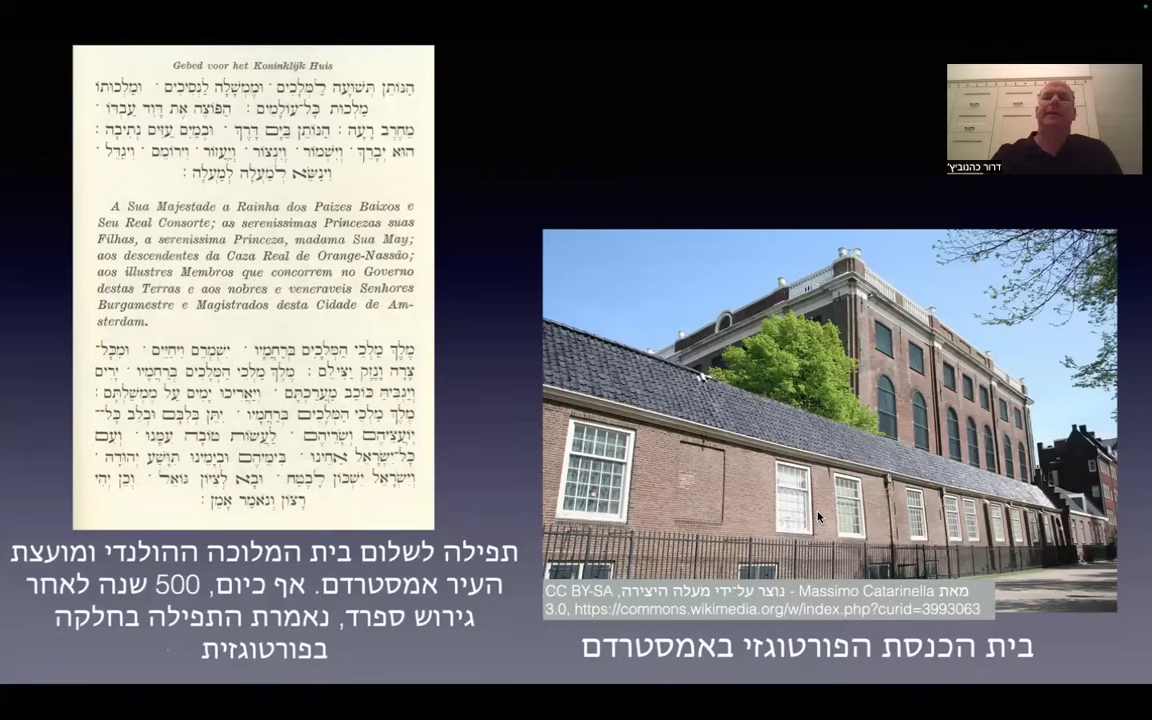 Gebed voor het Koninklijk Huis
הַנּוֹתֵן תְּשׁוּעָה לַמְּלָכִים · וּמֶמְשָׁלָה לַנְּסִיכִים · וּמַלְכוּתוֹ
מַלְכוּת כָּל־עוֹלָמִים : הַפּוֹצֶה אֶת דָּוִד עַבְדּוֹ ·
מֵחֶרֶב רָעָה : הַנּוֹתֵן בַּיָּם דָּרֶךְ · וּבְמַיִם עַזִּים נְתִיבָה :
הוּא יְבָרֵךְ · וְיִשְׁמוֹר · וְיִנְצוֹר · וְיַעֲזוֹר · וִירוֹמֵם · וִיגַדֵּל ·
וִינַשֵּׂא לְמַעְלָה לְמַעְלָה :
A Sua Majestade a Rainha dos Paizes Baixos e
Seu Real Consorte; as serenissimas Princezas suas
Filhas, a serenissima Princeza, madama Sua May;
aos descendentes da Caza Real de Orange-Nassão;
aos illustres Membros que concorrem no Governo
destas Terras e aos nobres e veneraveis Senhores
Burgamestre e Magistrados desta Cidade de Am-
sterdam.
מֶלֶךְ מַלְכֵי הַמְּלָכִים בְּרַחֲמָיו · יִשְׁמְרֵם וִיחַיֵּים · וּמִכָּל־
צָרָה וָנֶזֶק יַצִּילֵם : מֶלֶךְ מַלְכֵי הַמְּלָכִים בְּרַחֲמָיו · יָרִים
וְיַגְבִּיהַּ כּוֹכַב מַעֲרַכְתָּם · וְיַאֲרִיכוּ יָמִים עַל מֶמְשַׁלְתָּם :
מֶלֶךְ מַלְכֵי הַמְּלָכִים בְּרַחֲמָיו · יִתֵּן בְּלִבָּם וּבְלֵב כָּל־
יוֹעֲצֵיהֶם וְשָׂרֵיהֶם · לַעֲשׂוֹת טוֹבָה עִמָּנוּ · וְעִם
כָּל־יִשְׂרָאֵל אַחֵינוּ · בִּימֵיהֶם וּבְיָמֵינוּ תִּוָּשַׁע יְהוּדָה ·
וְיִשְׂרָאֵל יִשְׁכּוֹן לָבֶטַח · וּבָא לְצִיּוֹן גּוֹאֵל · וְכֵן יְהִי
רָצוֹן וְנֹאמַר אָמֵן :
תפילה לשלום בית המלוכה ההולנדי ומועצת
העיר אמסטרדם. אף כיום, 500 שנה לאחר
גירוש ספרד, נאמרת התפילה בחלקה
בפורטוגזית
דרור כהנוביץ'
מאת Massimo Catarinella - נוצר על־ידי מעלה היצירה, CC BY-SA
3.0, https://commons.wikimedia.org/w/index.php?curid=3993063
בית הכנסת הפורטוגזי באמסטרדם